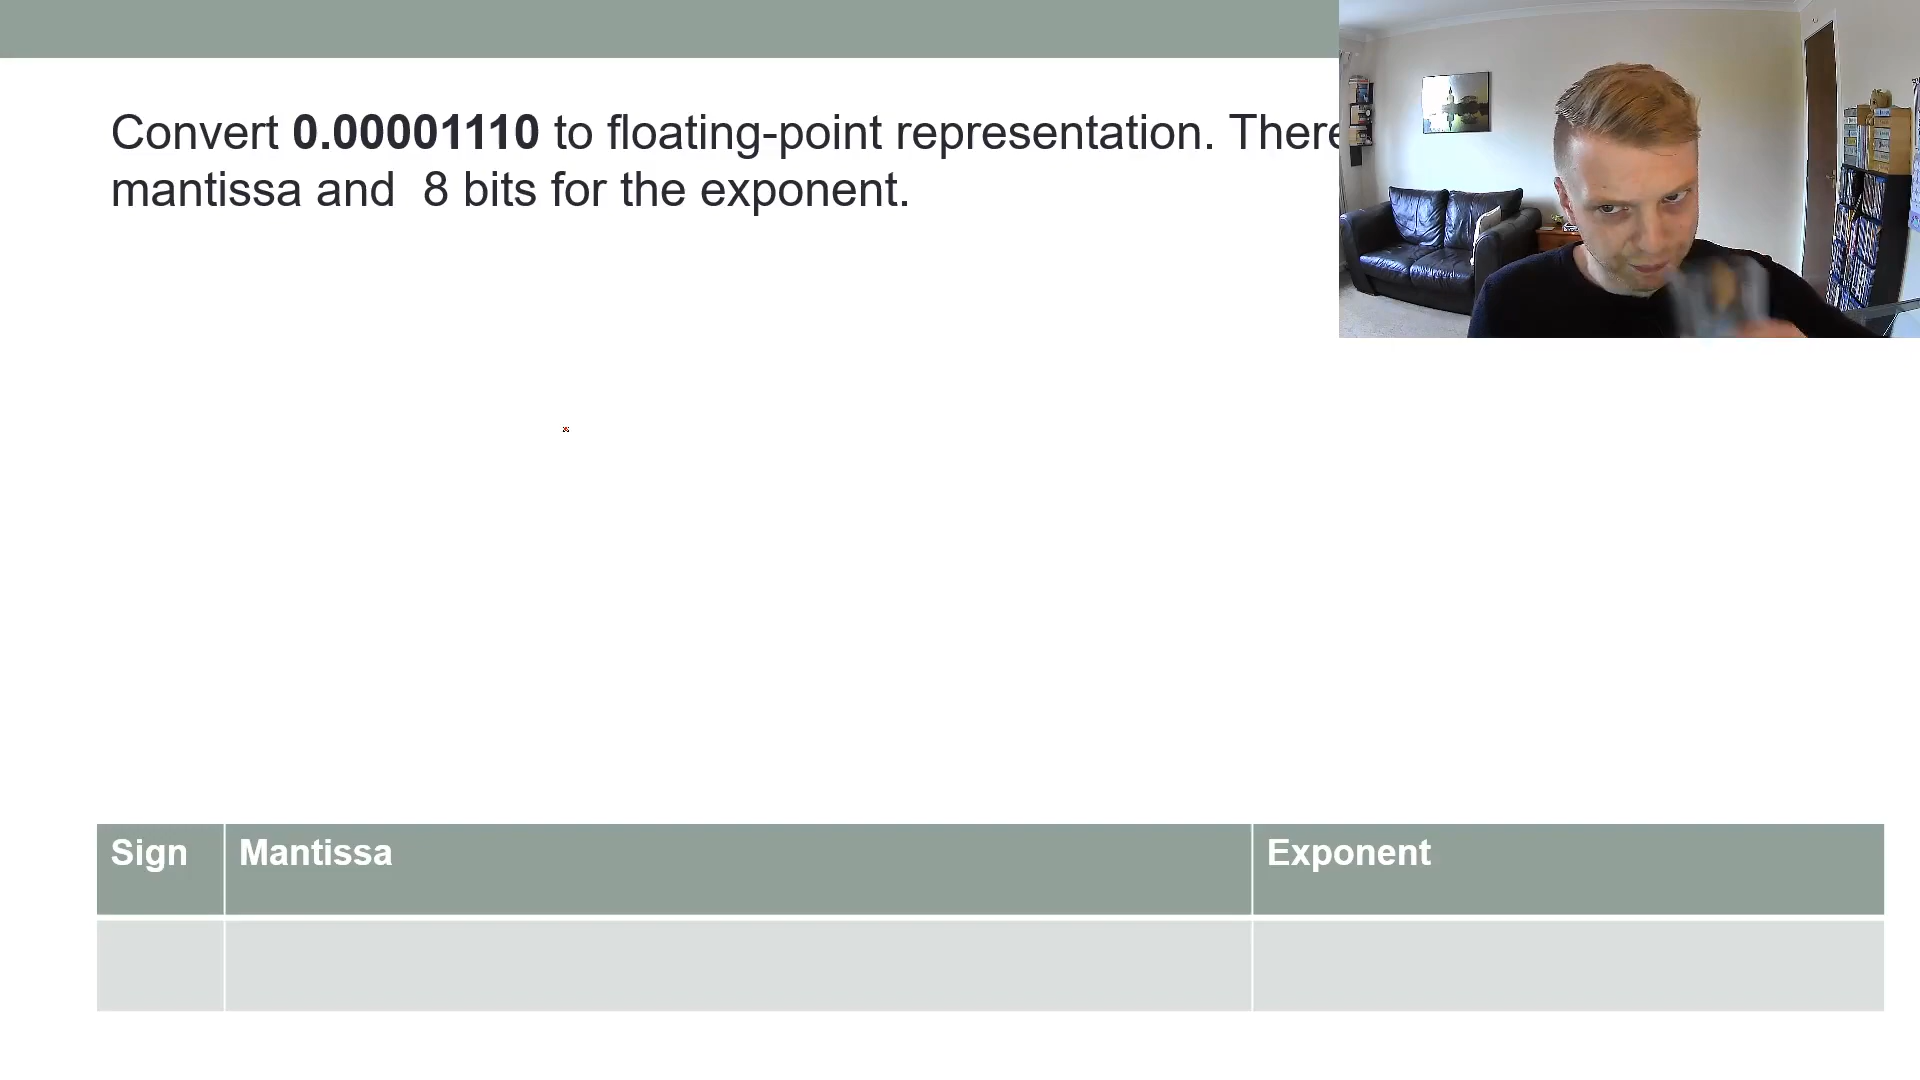 Convert 0.00001110 to floating-point representation. There
mantissa and 8 bits for the exponent.
Sign Mantissa Exponent